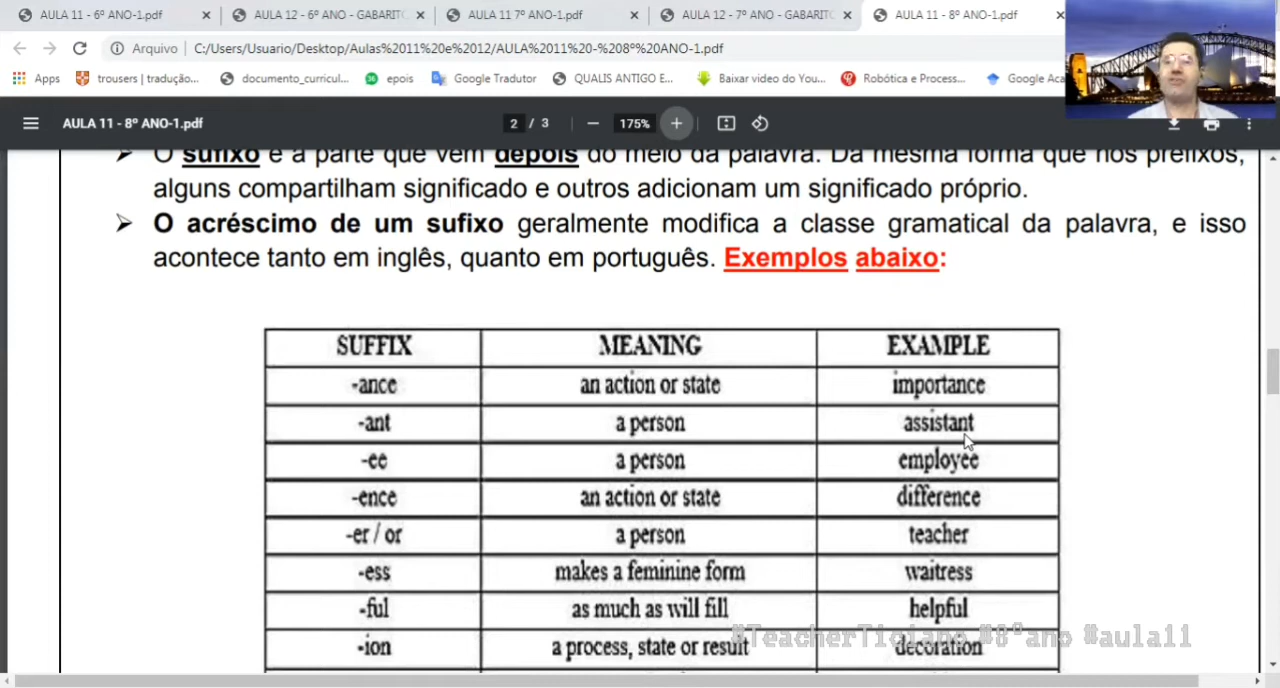 AULA 11 - 6º ANO-1.pdf
AULA 12 - 6º ANO - GABARITO
AULA 11 7º ANO-1.pdf
AULA 12 - 7º ANO - GABARITO
AULA 11 - 8º ANO-1.pdf
Arquivo | C:/Users/Usuario/Desktop/Aulas%2011%20e%2012/AULA%2011%20-%208º%20ANO-1.pdf
Apps
trousers | tradução...
documento_curricul...
epois
Google Tradutor
QUALIS ANTIGO E...
Baixar video do You...
Robótica e Process...
Google Aca
AULA 11 - 8º ANO-1.pdf
2 / 3
175%
O sufixo é a parte que vem depois do meio da palavra. Da mesma forma que nos prefixos,
alguns compartilham significado e outros adicionam um significado próprio.
O acréscimo de um sufixo geralmente modifica a classe gramatical da palavra, e isso
acontece tanto em inglês, quanto em português. Exemplos abaixo:
SUFFIX MEANING EXAMPLE
-ance an action or state importance
-ant a person assistant
-ee a person employee
-ence an action or state difference
-er / or a person teacher
-ess makes a feminine form waitress
-ful as much as will fill helpful
-ion a process, state or result decoration
#TeacherTiciano #8ºano #aula11